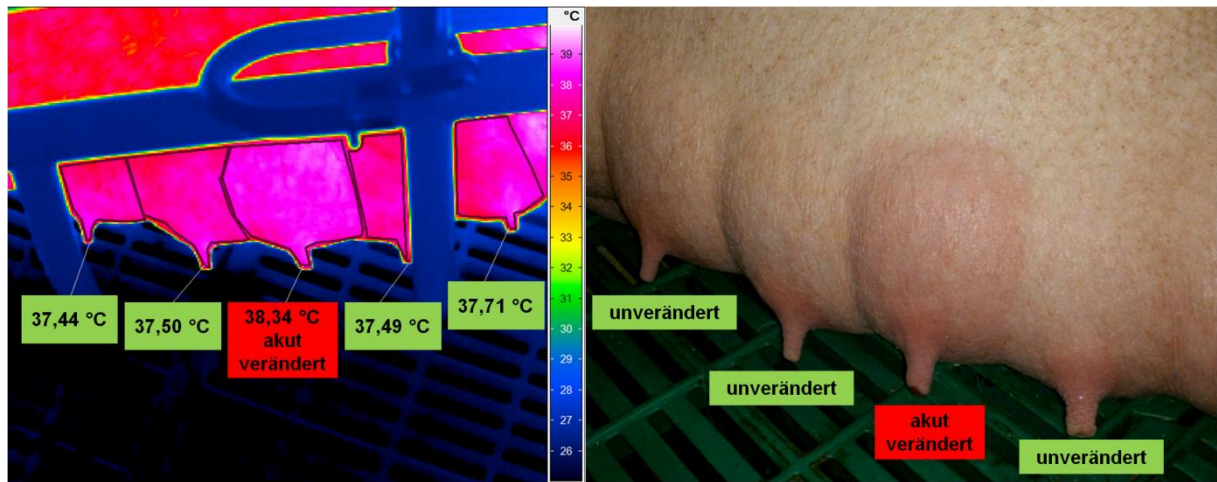 °C
39
38
37
36
35
34
33
32
31
30
29
28
27
26
37,44 °C
37,50 °C
38,34 °C
akut
verändert
37,49 °C
37,71 °C
unverändert
unverändert
akut
verändert
unverändert